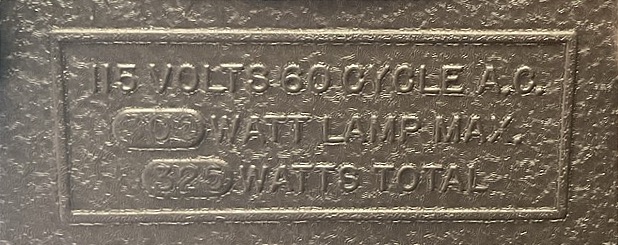 115 VOLTS 60 CYCLE A.C.
WATT LAMP MAX.
325 WATTS TOTAL